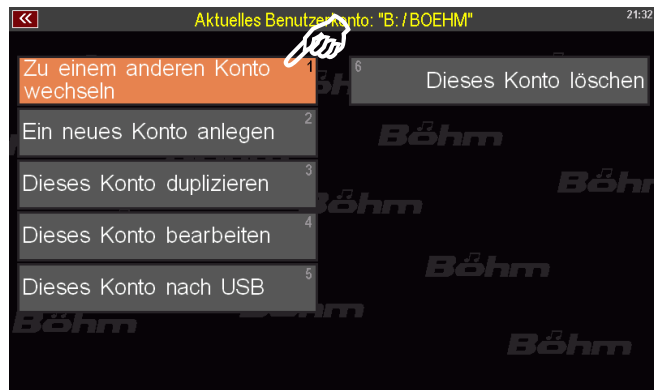 Aktuelles Benutzerkonto: "B:/BOEHM"
21:32
Zu einem anderen Konto
wechseln
1
Ein neues Konto anlegen
2
Dieses Konto duplizieren
3
Dieses Konto bearbeiten
4
Dieses Konto nach USB
5
6
Dieses Konto löschen
Böhm
Böhm
Böhm
Böhm
Böhm